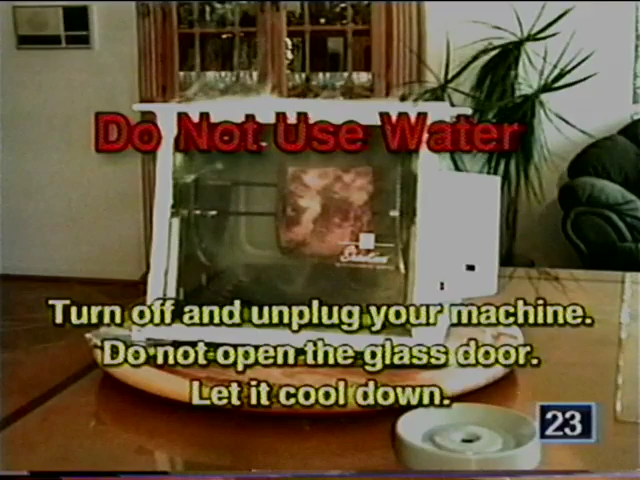 Do Not Use Water
Turn off and unplug your machine.
Do not open the glass door.
Let it cool down.
23